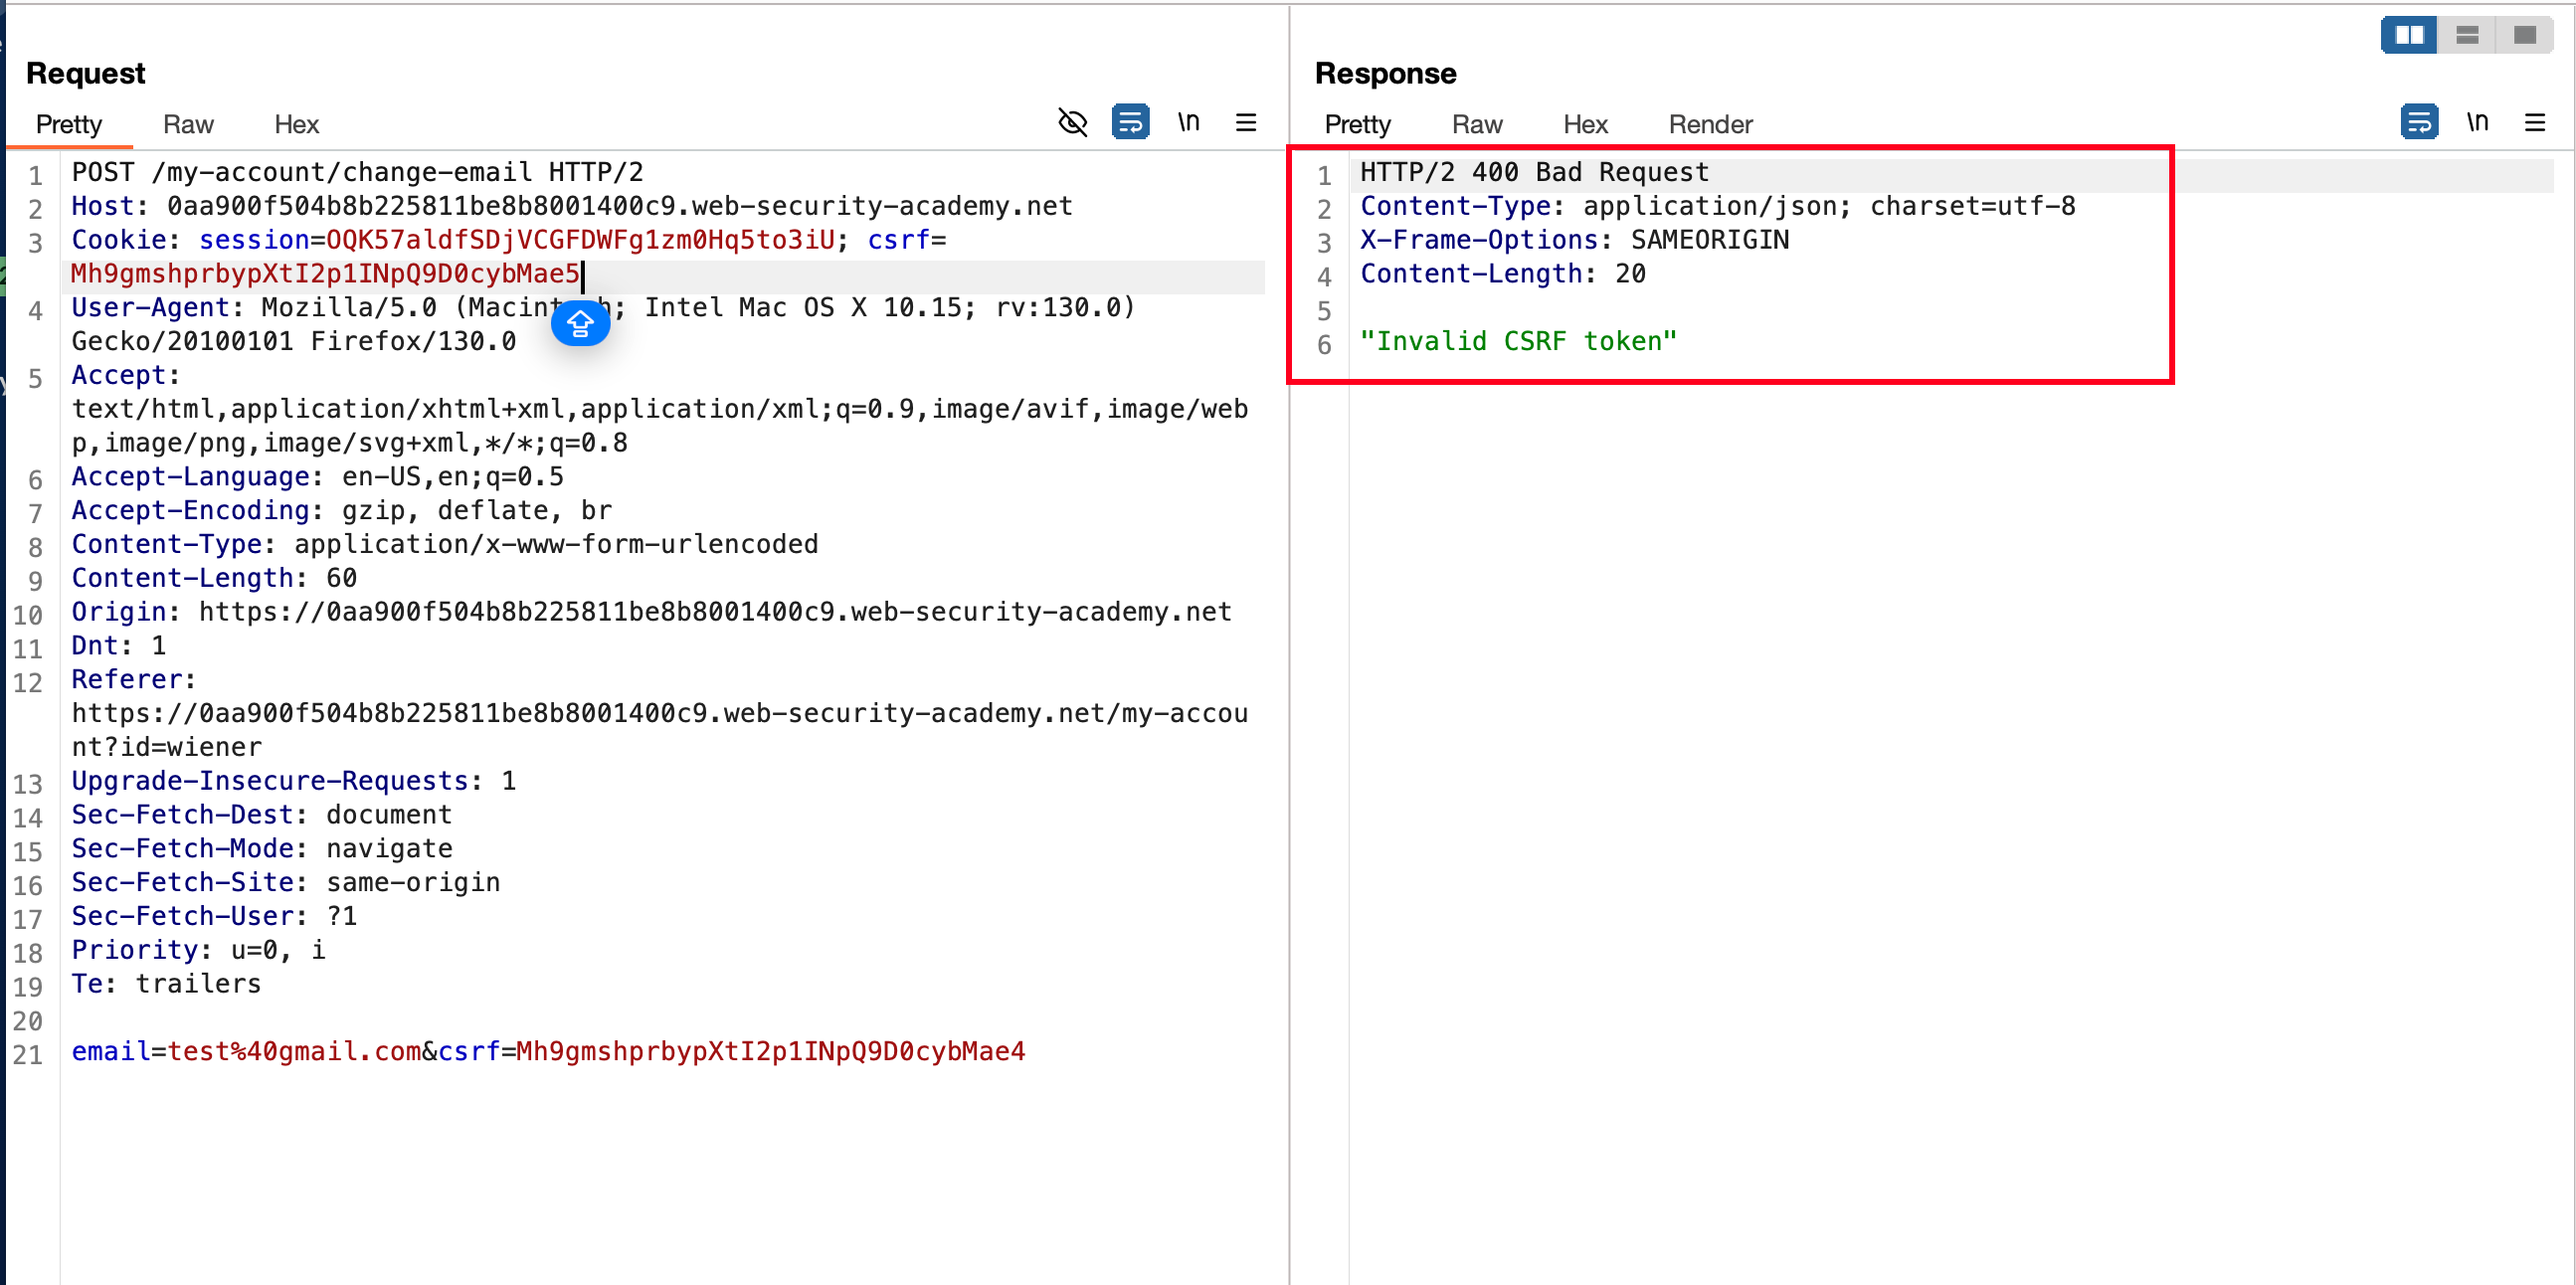 Request
Pretty Raw Hex \n
1 POST /my-account/change-email HTTP/2
2 Host: 0aa900f504b8b225811be8b8001400c9.web-security-academy.net
3 Cookie: session=OQK57aldfSDjVCGFDWFg1zm0Hq5to3iU; csrf=
Mh9gmshprbypXtI2p1INpQ9D0cybMae5
4 User-Agent: Mozilla/5.0 (Macint h; Intel Mac OS X 10.15; rv:130.0)
Gecko/20100101 Firefox/130.0
5 Accept:
text/html,application/xhtml+xml,application/xml;q=0.9,image/avif,image/web
p,image/png,image/svg+xml,*/*;q=0.8
6 Accept-Language: en-US,en;q=0.5
7 Accept-Encoding: gzip, deflate, br
8 Content-Type: application/x-www-form-urlencoded
9 Content-Length: 60
10 Origin: https://0aa900f504b8b225811be8b8001400c9.web-security-academy.net
11 Dnt: 1
12 Referer:
https://0aa900f504b8b225811be8b8001400c9.web-security-academy.net/my-accou
nt?id=wiener
13 Upgrade-Insecure-Requests: 1
14 Sec-Fetch-Dest: document
15 Sec-Fetch-Mode: navigate
16 Sec-Fetch-Site: same-origin
17 Sec-Fetch-User: ?1
18 Priority: u=0, i
19 Te: trailers
20
21 email=test%40gmail.com&csrf=Mh9gmshprbypXtI2p1INpQ9D0cybMae4
Response
Pretty Raw Hex Render \n
1 HTTP/2 400 Bad Request
2 Content-Type: application/json; charset=utf-8
3 X-Frame-Options: SAMEORIGIN
4 Content-Length: 20
5
6 "Invalid CSRF token"